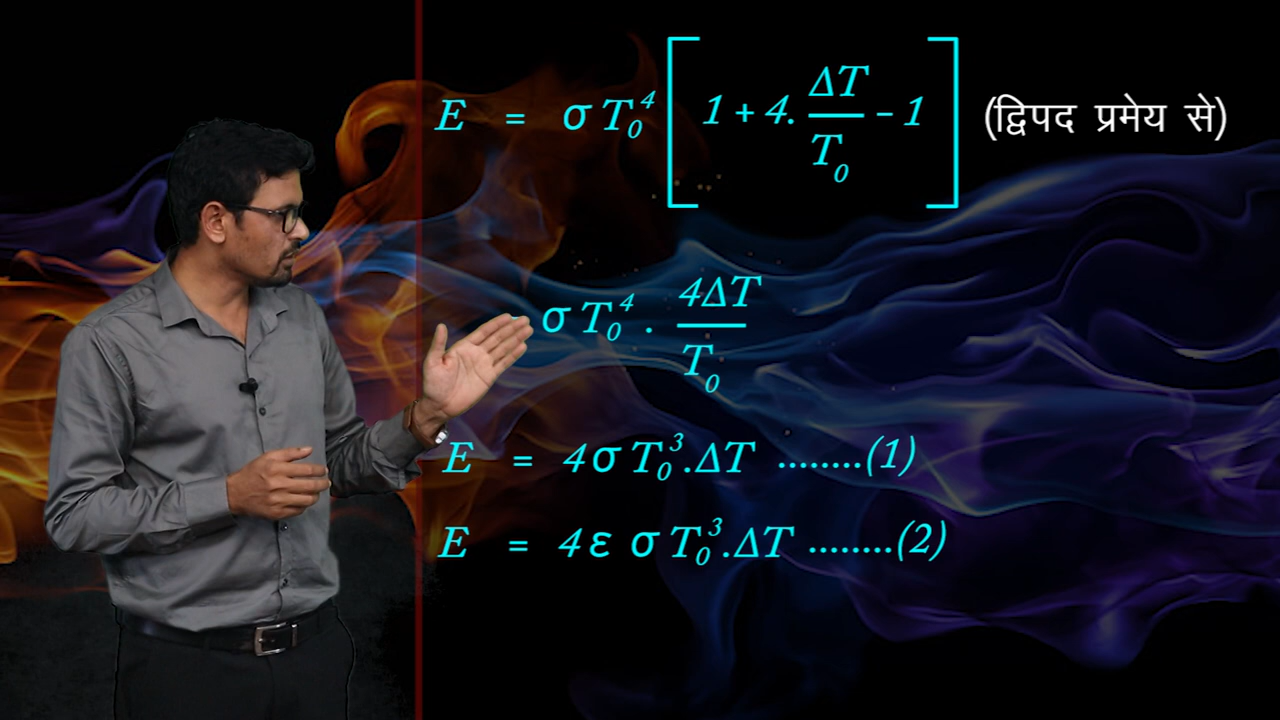 E = σ T₀⁴ [ 1 + 4. ΔT/T₀ − 1 ] (द्विपद प्रमेय से)
σ T₀⁴ . 4ΔT/T₀
E = 4σ T₀³.ΔT ........(1)
E = 4ε σ T₀³.ΔT ........(2)